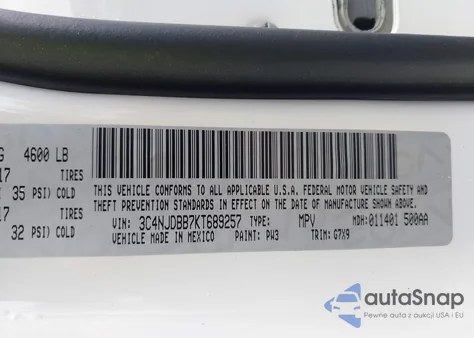 G 4600 LB
17 TIRES
35 PSI) COLD
17 TIRES
32 PSI) COLD
THIS VEHICLE CONFORMS TO ALL APPLICABLE U.S.A. FEDERAL MOTOR VEHICLE SAFETY AND
THEFT PREVENTION STANDARDS IN EFFECT ON THE DATE OF MANUFACTURE SHOWN ABOVE.
VIN: 3C4NJDBB7KT689257 TYPE: MPV MDH: 011401 500AA
VEHICLE MADE IN MEXICO PAINT: PW3 TRIM: G7X9
autoSnap
Pewne auta z aukcji USA i EU